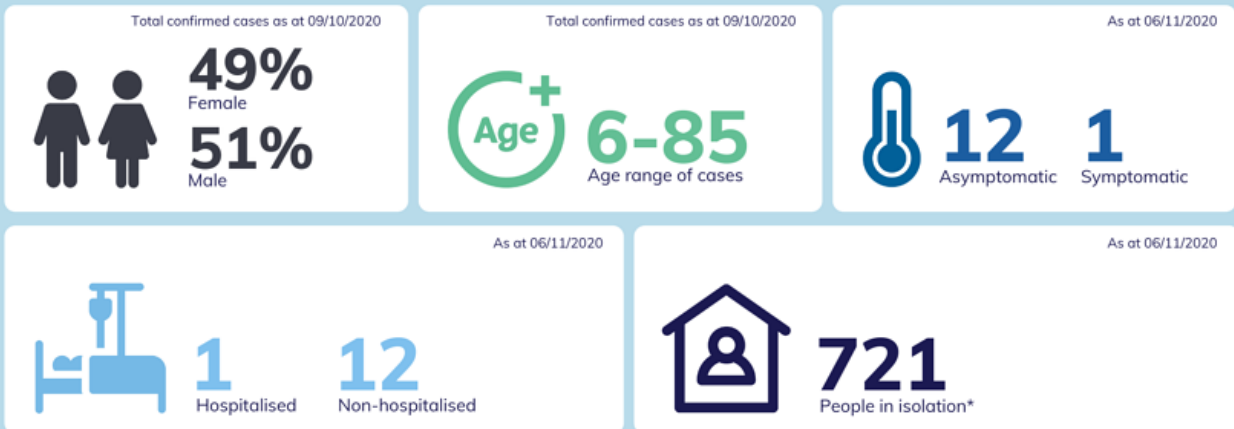 Total confirmed cases as at 09/10/2020
49%
Female
51%
Male
Total confirmed cases as at 09/10/2020
Age
6-85
Age range of cases
As at 06/11/2020
12 1
Asymptomatic Symptomatic
As at 06/11/2020
1 12
Hospitalised Non-hospitalised
As at 06/11/2020
721
People in isolation*